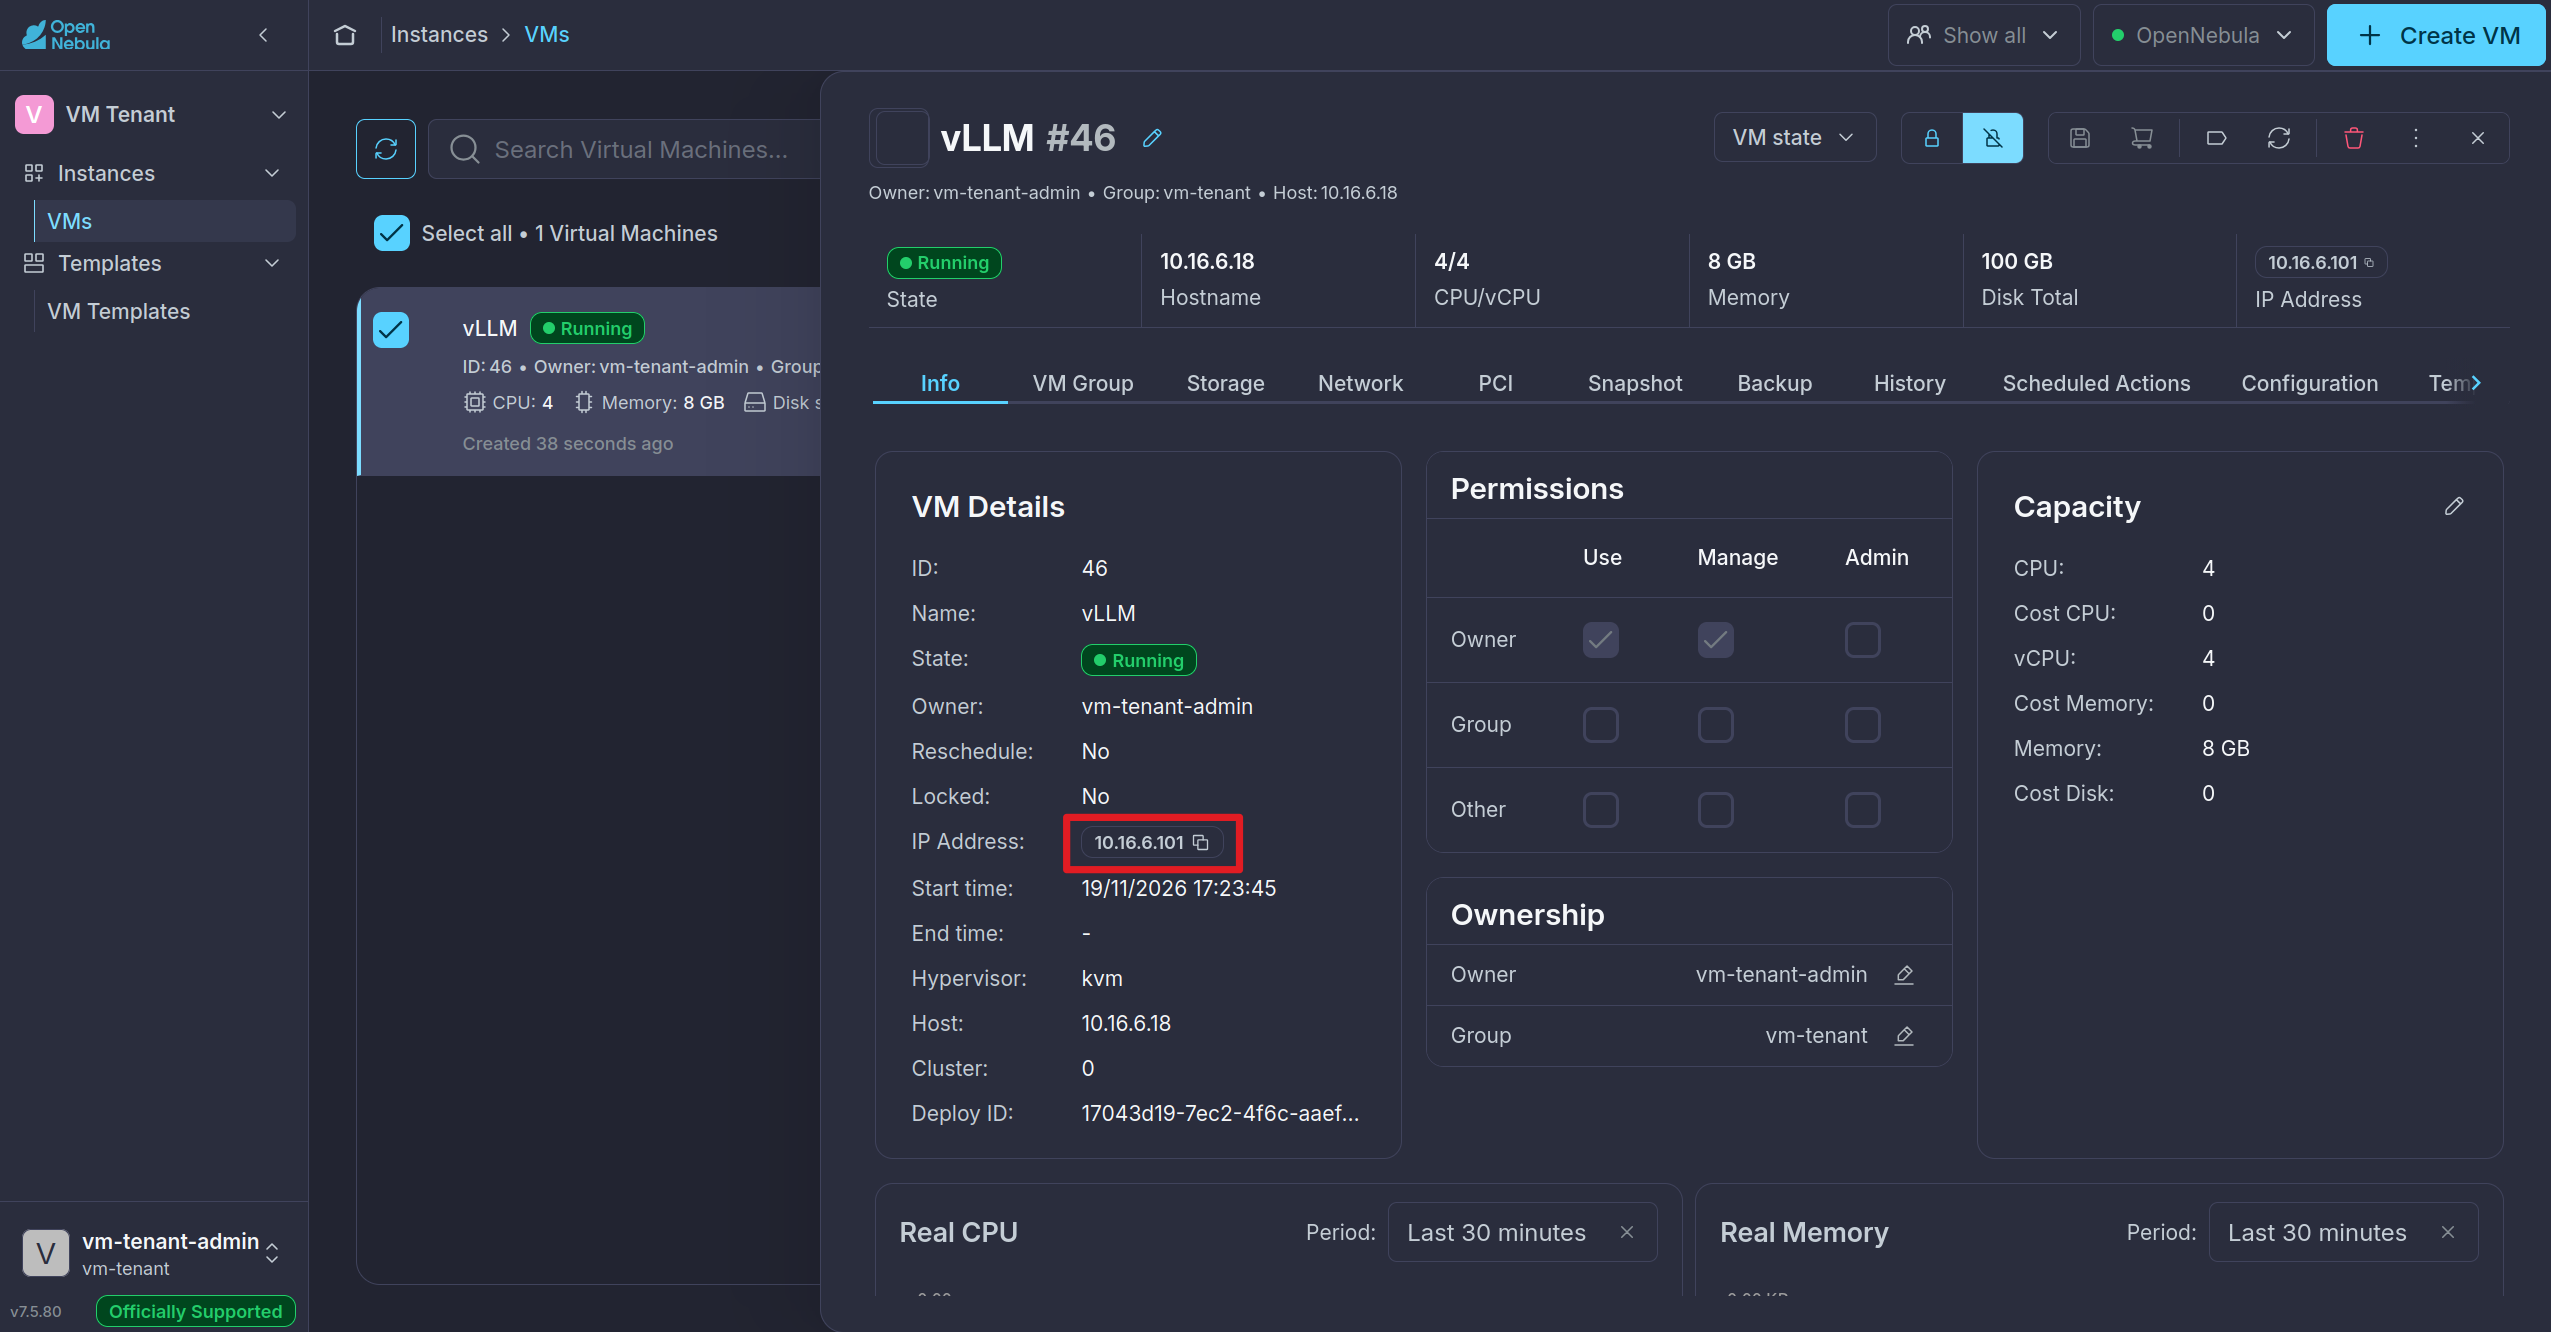 Open
Nebula
Instances
VMs
Show all
OpenNebula
Create VM
V
VM Tenant
Instances
VMs
Templates
VM Templates
Search Virtual Machines...
Select all • 1 Virtual Machines
vLLM
Running
ID: 46 • Owner: vm-tenant-admin • Group
CPU: 4
Memory: 8 GB
Disk s
Created 38 seconds ago
vLLM #46
VM state
Owner: vm-tenant-admin • Group: vm-tenant • Host: 10.16.6.18
Running
State
10.16.6.18
Hostname
4/4
CPU/vCPU
8 GB
Memory
100 GB
Disk Total
10.16.6.101
IP Address
Info
VM Group
Storage
Network
PCI
Snapshot
Backup
History
Scheduled Actions
Configuration
Tem
VM Details
ID: 46
Name: vLLM
State: Running
Owner: vm-tenant-admin
Reschedule: No
Locked: No
IP Address: 10.16.6.101
Start time: 19/11/2026 17:23:45
End time: -
Hypervisor: kvm
Host: 10.16.6.18
Cluster: 0
Deploy ID: 17043d19-7ec2-4f6c-aaef...
Permissions
Use Manage Admin
Owner
Group
Other
Ownership
Owner vm-tenant-admin
Group vm-tenant
Capacity
CPU: 4
Cost CPU: 0
vCPU: 4
Cost Memory: 0
Memory: 8 GB
Cost Disk: 0
Real CPU
Period: Last 30 minutes
Real Memory
Period: Last 30 minutes
V
vm-tenant-admin
vm-tenant
v7.5.80
Officially Supported